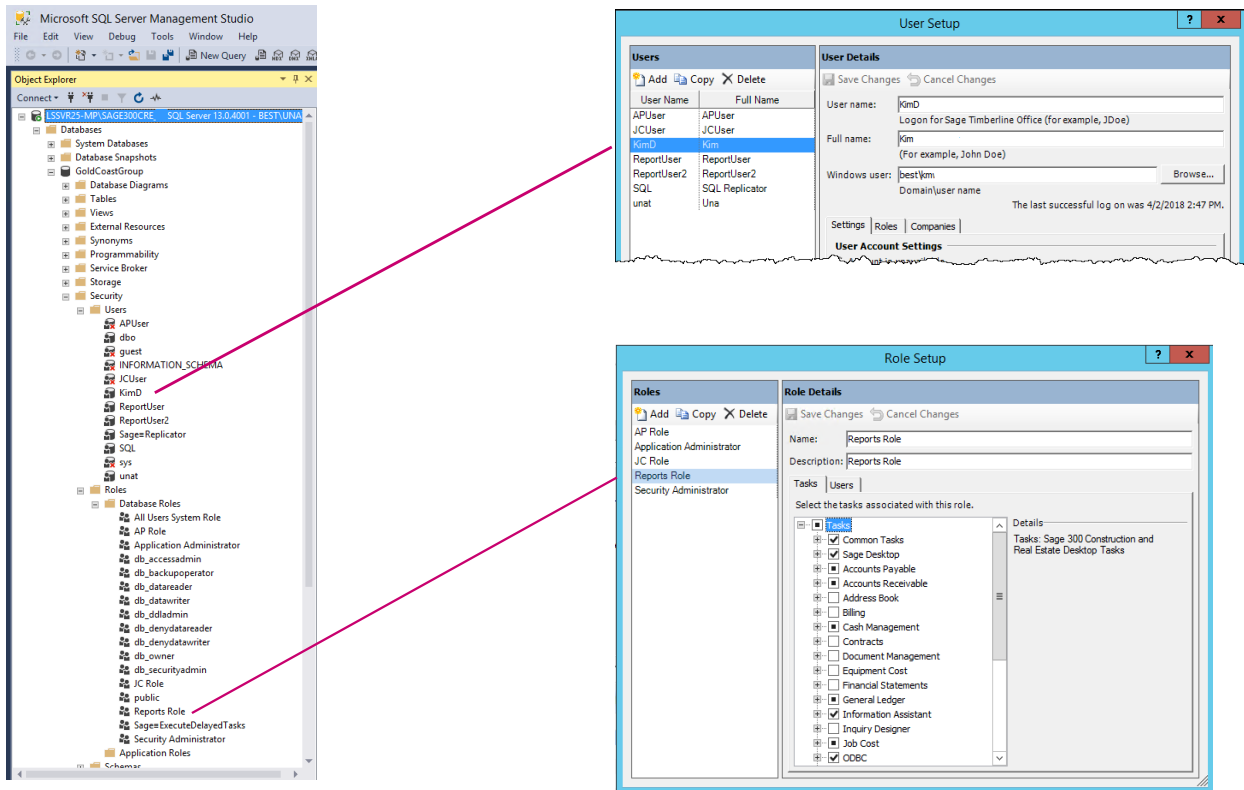 Microsoft SQL Server Management Studio
File Edit View Debug Tools Window Help
New Query
Object Explorer
Connect
LSSVR25-MP\SAGE300CRE_ SQL Server 13.0.4001 - BEST\UNA
Databases
System Databases
Database Snapshots
GoldCoastGroup
Database Diagrams
Tables
Views
External Resources
Synonyms
Programmability
Service Broker
Storage
Security
Users
APUser
dbo
guest
INFORMATION_SCHEMA
JCUser
KimD
ReportUser
ReportUser2
Sage=Replicator
SQL
sys
unat
Roles
Database Roles
All Users System Role
AP Role
Application Administrator
db_accessadmin
db_backupoperator
db_datareader
db_datawriter
db_ddladmin
db_denydatareader
db_denydatawriter
db_owner
db_securityadmin
JC Role
public
Reports Role
Sage=ExecuteDelayedTasks
Security Administrator
Application Roles
Schemas
User Setup
? x
Users
Add Copy Delete
User Name Full Name
APUser APUser
JCUser JCUser
KimD Kim
ReportUser ReportUser
ReportUser2 ReportUser2
SQL SQL Replicator
unat Una
User Details
Save Changes Cancel Changes
User name: KimD
Logon for Sage Timberline Office (for example, JDoe)
Full name: Kim
(For example, John Doe)
Windows user: best\km Browse...
Domain\user name
The last successful log on was 4/2/2018 2:47 PM.
Settings Roles Companies
User Account Settings
Role Setup
? x
Roles
Add Copy Delete
AP Role
Application Administrator
JC Role
Reports Role
Security Administrator
Role Details
Save Changes Cancel Changes
Name: Reports Role
Description: Reports Role
Tasks Users
Select the tasks associated with this role.
Tasks
Common Tasks
Sage Desktop
Accounts Payable
Accounts Receivable
Address Book
Billing
Cash Management
Contracts
Document Management
Equipment Cost
Financial Statements
General Ledger
Information Assistant
Inquiry Designer
Job Cost
ODBC
Details
Tasks: Sage 300 Construction and
Real Estate Desktop Tasks